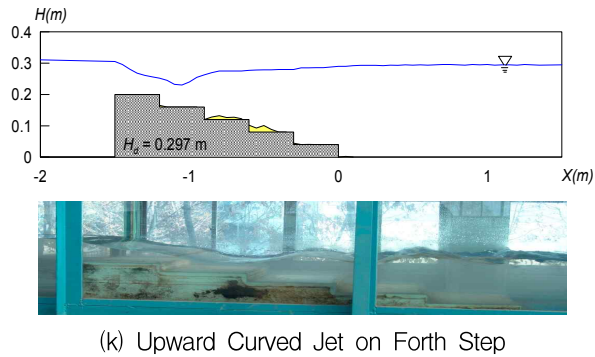 H(m)
0.4
0.3
0.2
0.1
0
H_d = 0.297 m
-2 -1 0 1 X(m)
(k) Upward Curved Jet on Forth Step